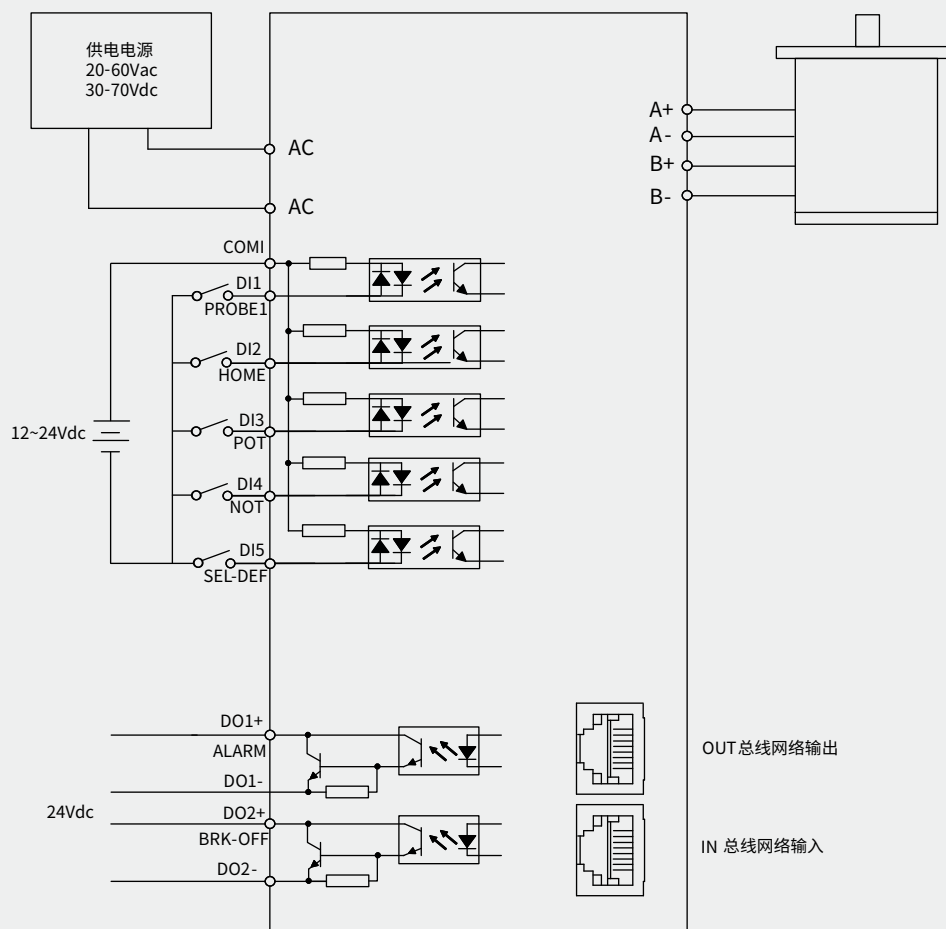 供电电源
20-60Vac
30-70Vdc
AC
AC
A+
A-
B+
B-
COMI
DI1
PROBE1
DI2
HOME
DI3
POT
12~24Vdc
DI4
NOT
DI5
SEL-DEF
DO1+
ALARM
DO1-
24Vdc
DO2+
BRK-OFF
DO2-
OUT总线网络输出
IN 总线网络输入